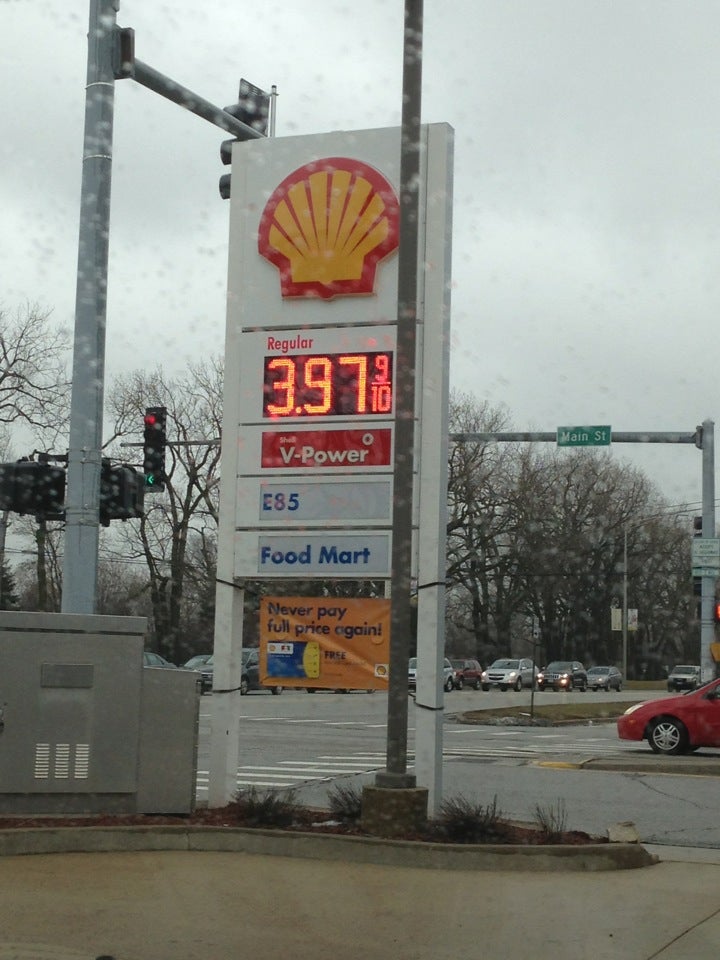 Regular
3.97 9/10
Shell
V-Power
E85
Food Mart
Never pay
full price again!
FREE
Main St